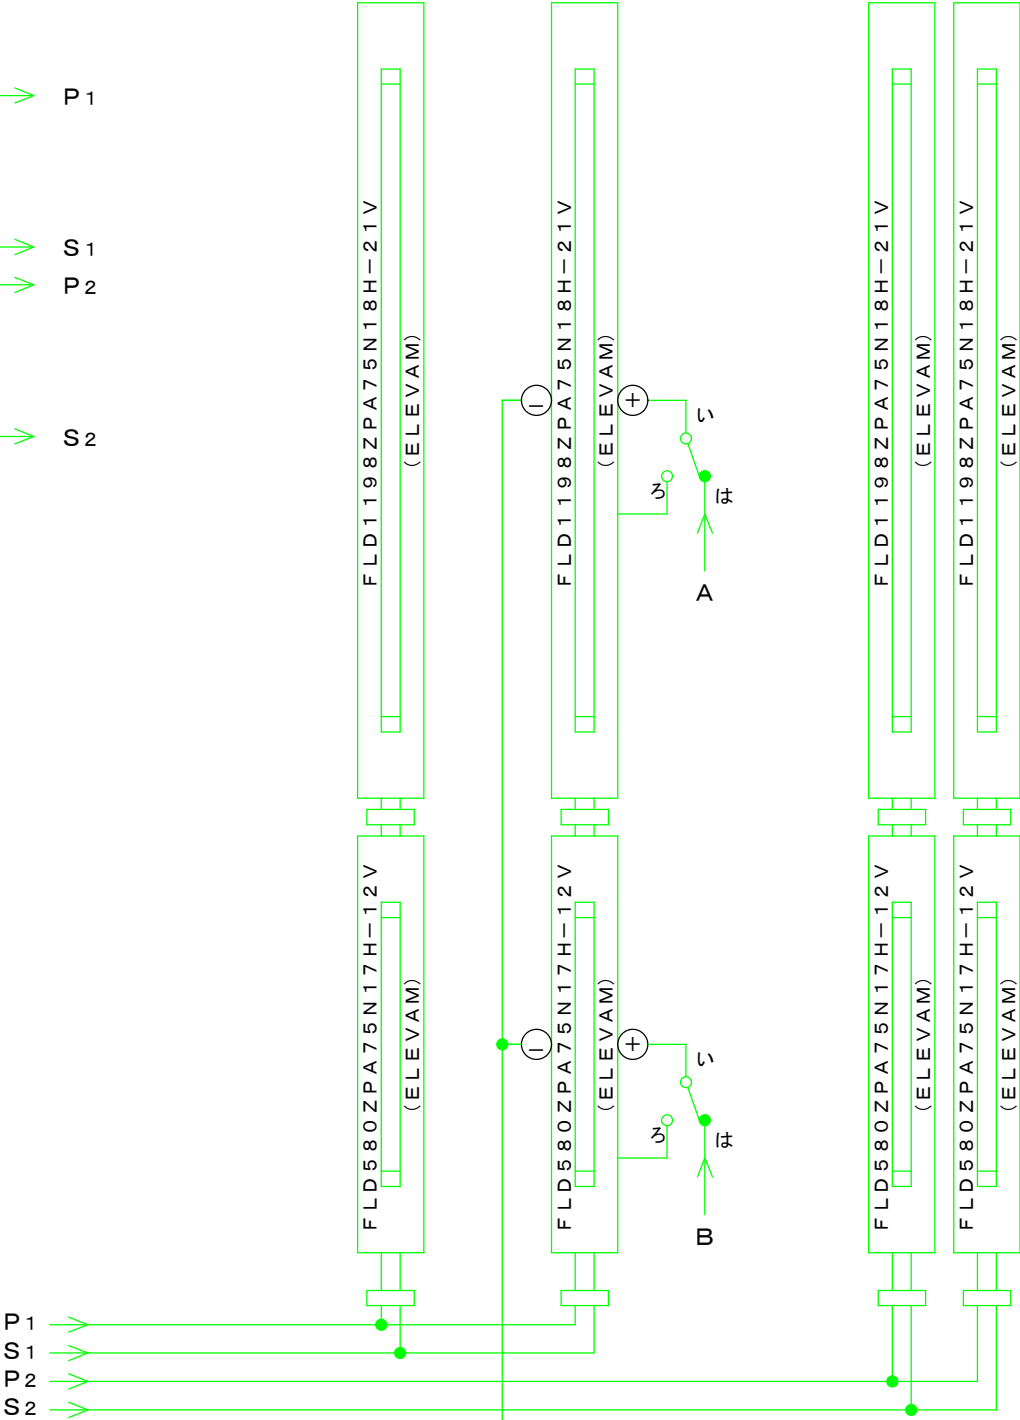 P1
S1
P2
S2
FLD1198ZPA75N18H-21V
(ELEVAM)
FLD1198ZPA75N18H-21V
(ELEVAM)
FLD1198ZPA75N18H-21V
(ELEVAM)
FLD1198ZPA75N18H-21V
(ELEVAM)
−
+
い
ろ
は
A
FLD580ZPA75N17H-12V
(ELEVAM)
FLD580ZPA75N17H-12V
(ELEVAM)
FLD580ZPA75N17H-12V
(ELEVAM)
FLD580ZPA75N17H-12V
(ELEVAM)
−
+
い
ろ
は
B
P1
S1
P2
S2